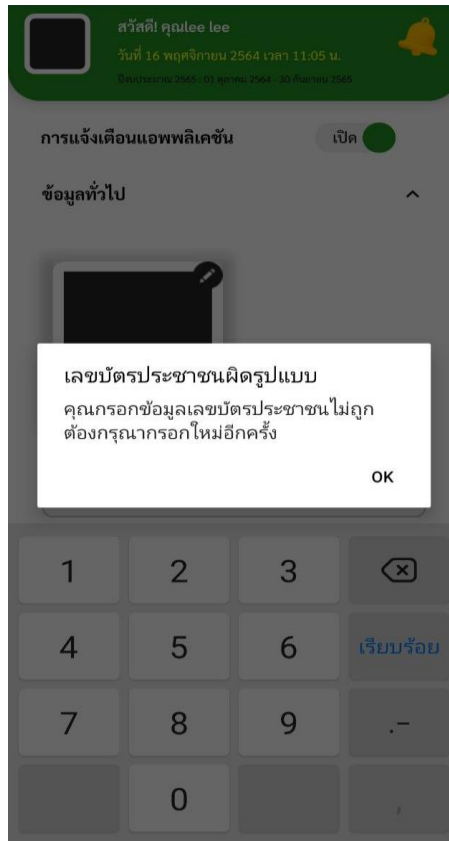 สวัสดี! คุณlee lee
วันที่ 16 พฤศจิกายน 2564 เวลา 11:05 น.
ปีงบประมาณ 2565 : 01 ตุลาคม 2564 - 30 กันยายน 2565
การแจ้งเตือนแอพพลิเคชัน
เปิด
ข้อมูลทั่วไป
เลขบัตรประชาชนผิดรูปแบบ
คุณกรอกข้อมูลเลขบัตรประชาชนไม่ถูก
ต้องกรุณากรอกใหม่อีกครั้ง
OK
1 2 3
4 5 6 เรียบร้อย
7 8 9 .-
0 ,